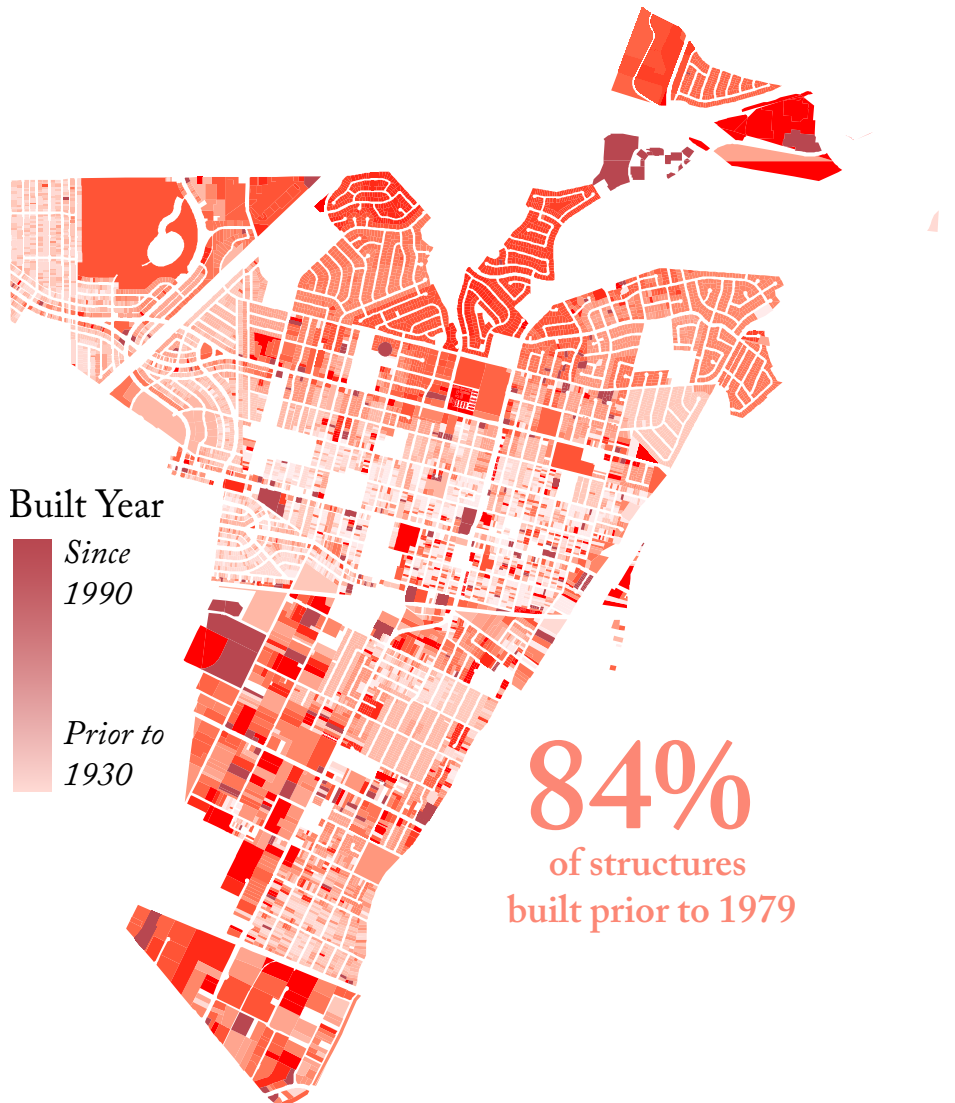 Built Year
Since
1990
Prior to
1930
84%
of structures
built prior to 1979